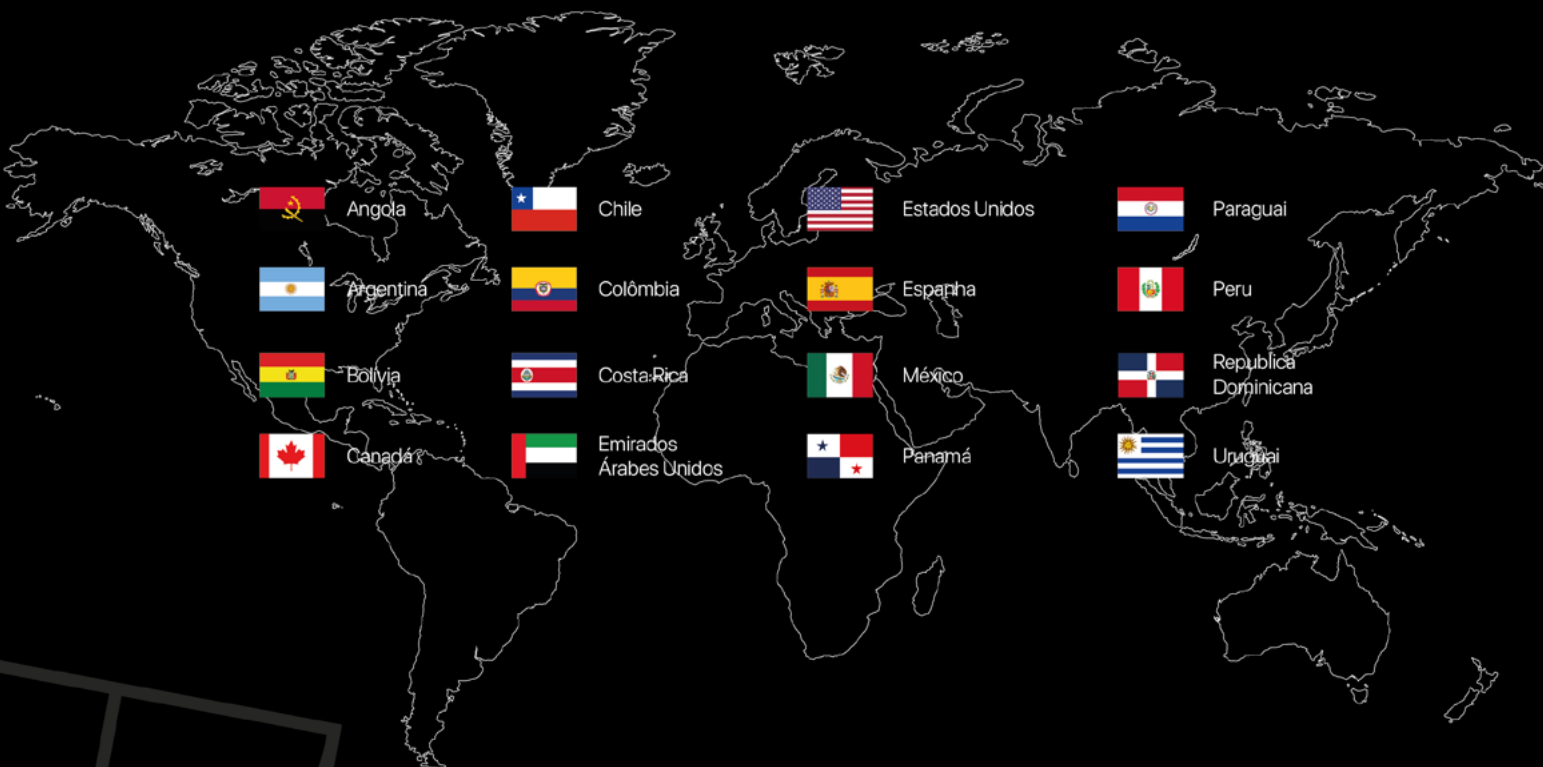 Angola
Argentina
Bolívia
Canadá
Chile
Colômbia
Costa Rica
Emirados
Árabes Unidos
Estados Unidos
Espanha
México
Panamá
Paraguai
Peru
Republica
Dominicana
Uruguai